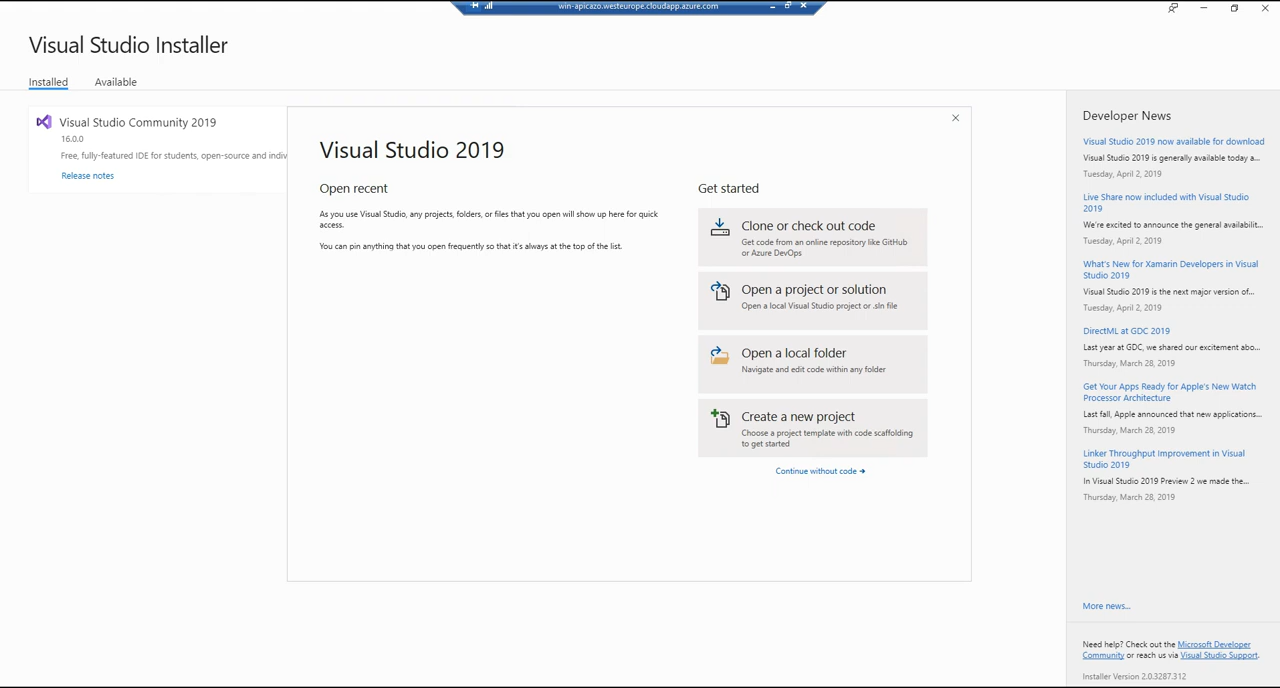 win-apicazo.westeurope.cloudapp.azure.com
Visual Studio Installer
Installed
Available
Visual Studio Community 2019
16.0.0
Free, fully-featured IDE for students, open-source and indiv
Release notes
Visual Studio 2019
Open recent
As you use Visual Studio, any projects, folders, or files that you open will show up here for quick
access.
You can pin anything that you open frequently so that it's always at the top of the list.
Get started
Clone or check out code
Get code from an online repository like GitHub
or Azure DevOps
Open a project or solution
Open a local Visual Studio project or .sln file
Open a local folder
Navigate and edit code within any folder
Create a new project
Choose a project template with code scaffolding
to get started
Continue without code →
Developer News
Visual Studio 2019 now available for download
Visual Studio 2019 is generally available today a...
Tuesday, April 2, 2019
Live Share now included with Visual Studio
2019
We're excited to announce the general availabilit...
Tuesday, April 2, 2019
What's New for Xamarin Developers in Visual
Studio 2019
Visual Studio 2019 is the next major version of...
Tuesday, April 2, 2019
DirectML at GDC 2019
Last year at GDC, we shared our excitement abo...
Thursday, March 28, 2019
Get Your Apps Ready for Apple's New Watch
Processor Architecture
Last fall, Apple announced that new applications...
Thursday, March 28, 2019
Linker Throughput Improvement in Visual
Studio 2019
In Visual Studio 2019 Preview 2 we made the...
Thursday, March 28, 2019
More news...
Need help? Check out the Microsoft Developer
Community or reach us via Visual Studio Support.
Installer Version 2.0.3287.312